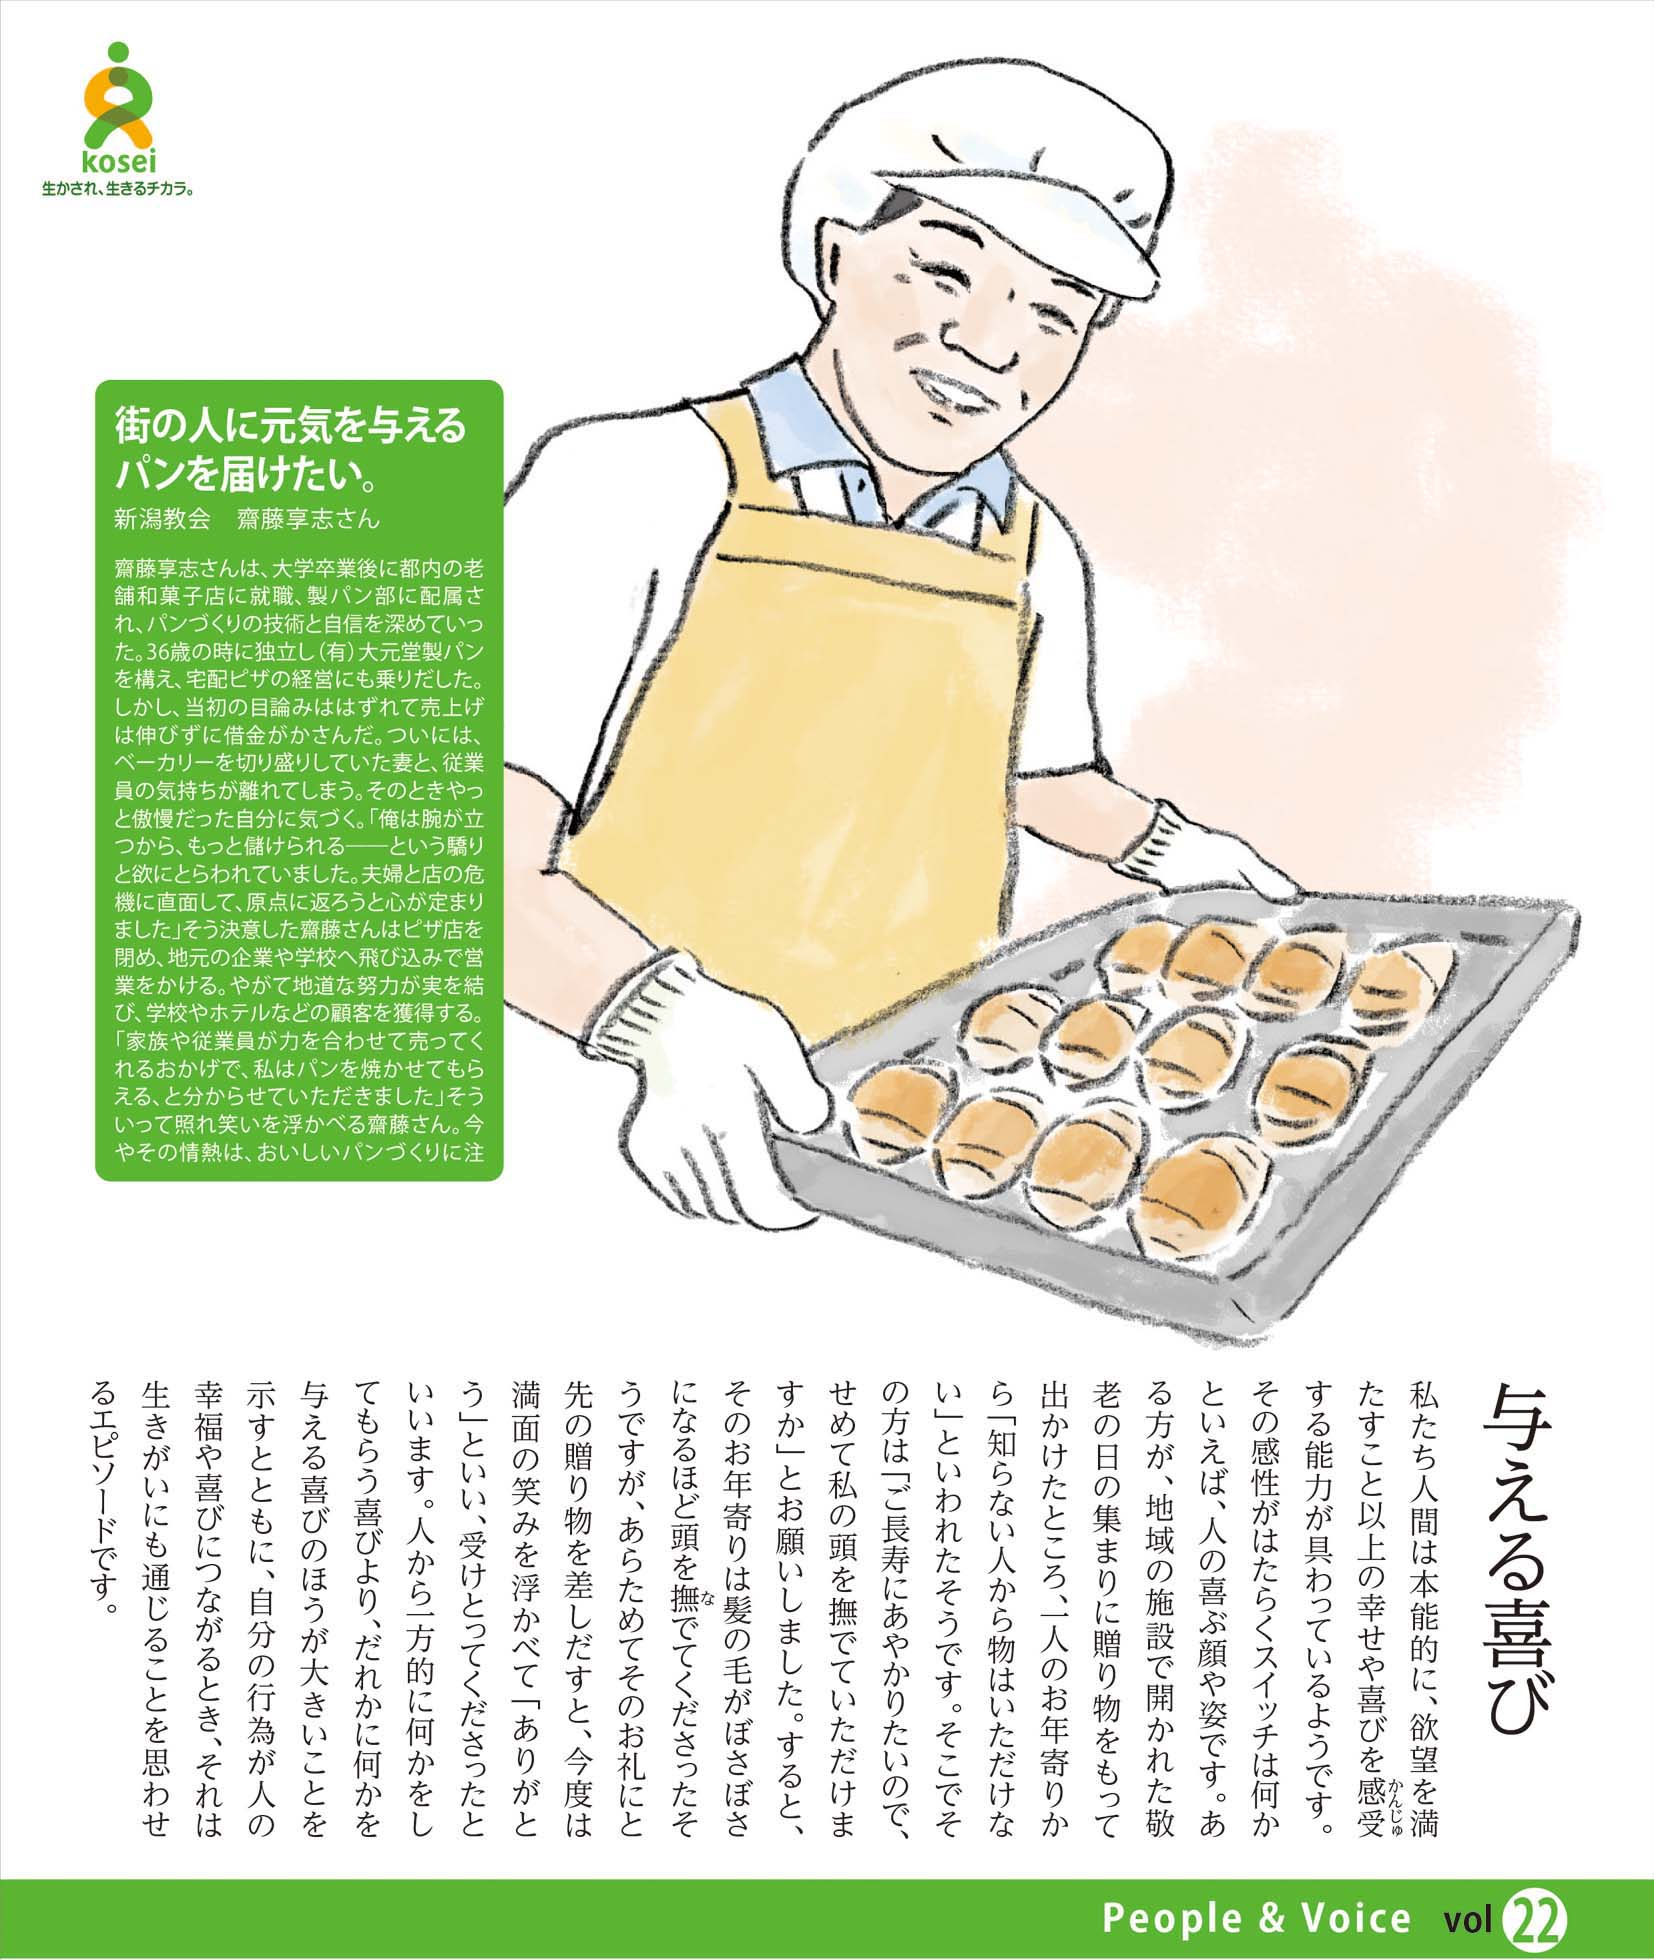 kosei
生かされ、生きるチカラ。
街の人に元気を与える
パンを届けたい。
新潟教会　齋藤享志さん
齋藤享志さんは、大学卒業後に都内の老
舗和菓子店に就職、製パン部に配属さ
れ、パンづくりの技術と自信を深めていっ
た。36歳の時に独立し(有)大元堂製パン
を構え、宅配ピザの経営にも乗りだした。
しかし、当初の目論みははずれて売上げ
は伸びずに借金がかさんだ。ついには、
ベーカリーを切り盛りしていた妻と、従業
員の気持ちが離れてしまう。そのときやっ
と傲慢だった自分に気づく。「俺は腕が立
つから、もっと儲けられる――という驕り
と欲にとらわれていました。夫婦と店の危
機に直面して、原点に返ろうと心が定まり
ました」そう決意した齋藤さんはピザ店を
閉め、地元の企業や学校へ飛び込みで営
業をかける。やがて地道な努力が実を結
び、学校やホテルなどの顧客を獲得する。
「家族や従業員が力を合わせて売ってく
れるおかげで、私はパンを焼かせてもら
える、と分からせていただきました」そう
いって照れ笑いを浮かべる齋藤さん。今
やその情熱は、おいしいパンづくりに注
与える喜び
私たち人間は本能的に、欲望を満
たすこと以上の幸せや喜びを感受かんじゅ
する能力が具わっているようです。
その感性がはたらくスイッチは何か
といえば、人の喜ぶ顔や姿です。あ
る方が、地域の施設で開かれた敬
老の日の集まりに贈り物をもって
出かけたところ、一人のお年寄りか
ら「知らない人から物はいただけな
い」といわれたそうです。そこでそ
の方は「ご長寿にあやかりたいので、
せめて私の頭を撫でていただけま
すか」とお願いしました。すると、
そのお年寄りは髪の毛がぼさぼさ
になるほど頭を撫なでてくださったそ
うですが、あらためてそのお礼にと
先の贈り物を差しだすと、今度は
満面の笑みを浮かべて「ありがと
う」といい、受けとってくださったと
いいます。人から一方的に何かをし
てもらう喜びより、だれかに何かを
与える喜びのほうが大きいことを
示すとともに、自分の行為が人の
幸福や喜びにつながるとき、それは
生きがいにも通じることを思わせ
るエピソードです。
People & Voice vol 22